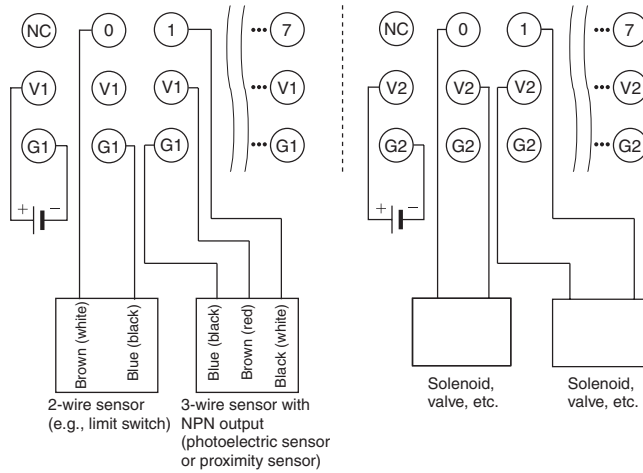 NC 0 1 ••• 7
V1 V1 V1 ••• V1
G1 G1 G1 ••• G1
+ −
Brown (white)
Blue (black)
Blue (black)
Brown (red)
Black (white)
2-wire sensor
(e.g., limit switch)
3-wire sensor with
NPN output
(photoelectric sensor
or proximity sensor)
NC 0 1 ••• 7
V2 V2 V2 ••• V2
G2 G2 G2 ••• G2
+ −
Solenoid,
valve, etc.
Solenoid,
valve, etc.